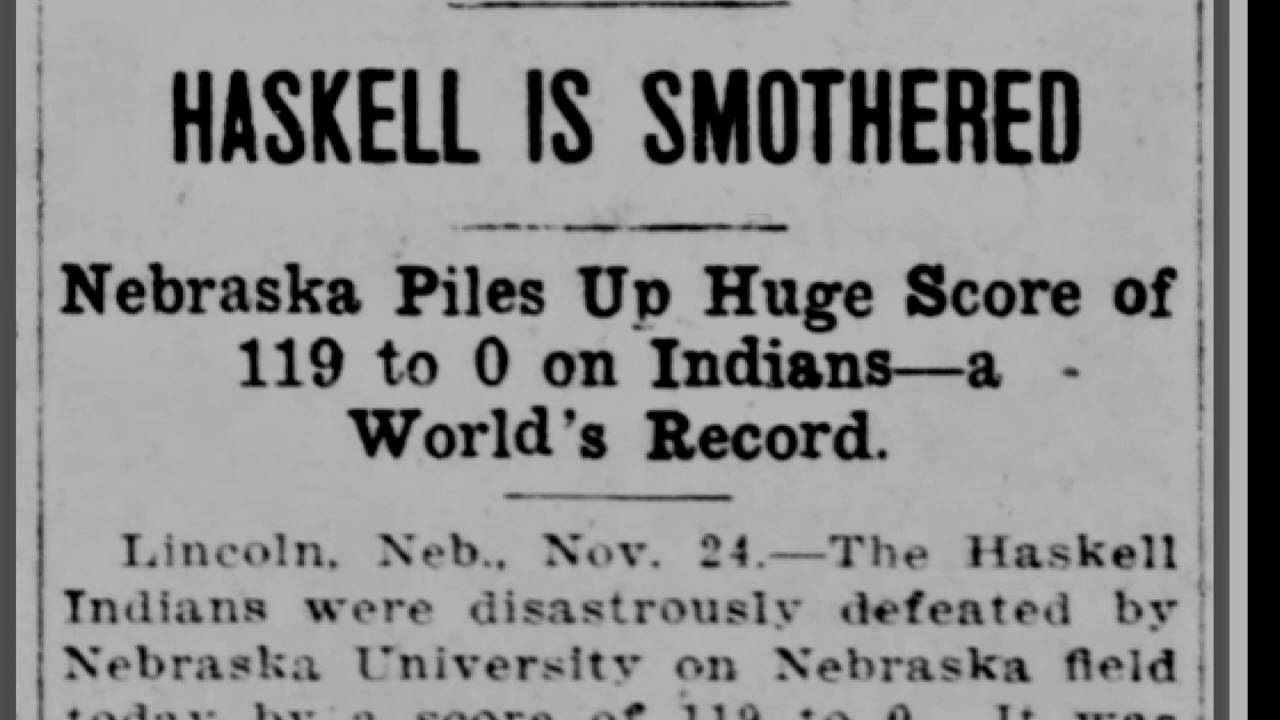 HASKELL IS SMOTHERED
Nebraska Piles Up Huge Score of
119 to 0 on Indians—a
World's Record.
Lincoln, Neb., Nov. 24.—The Haskell
Indians were disastrously defeated by
Nebraska University on Nebraska field
today by a score of 119 to 0. It was